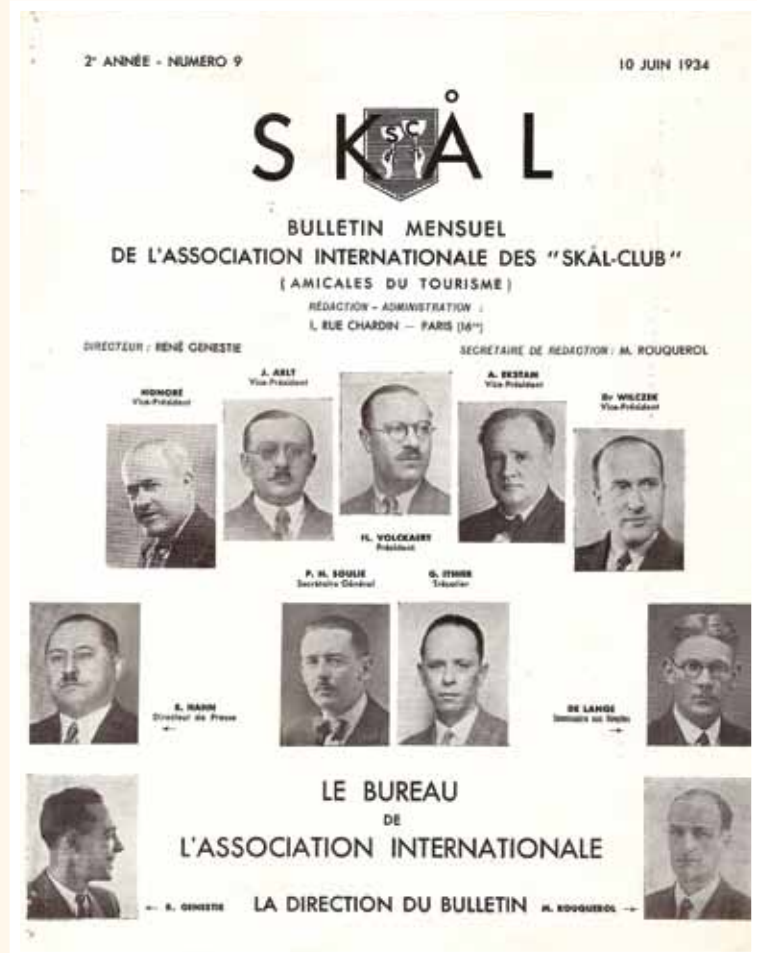 2e ANNÉE - NUMERO 9
10 JUIN 1934
SKÅL
SC
BULLETIN MENSUEL
DE L'ASSOCIATION INTERNATIONALE DES "SKÅL-CLUB"
(AMICALES DU TOURISME)
RÉDACTION - ADMINISTRATION :
1, RUE CHARDIN — PARIS (16me)
DIRECTEUR : RENÉ GENESTIE
SECRÉTAIRE DE RÉDACTION : M. ROUQUEROL
HONORÉ
Vice-Président
J. ARLT
Vice-Président
A. EKSTAM
Vice Président
Dr WILCZEK
Vice-Président
FL. VOLCKAERT
Président
P. H. SOULIE
Secrétaire Général
G. ITHIER
Trésorier
E. HAHN
Directeur de Presse
←
DE LANGE
→
LE BUREAU
DE
L'ASSOCIATION INTERNATIONALE
← R. GENESTIE
LA DIRECTION DU BULLETIN
M. ROUQUEROL →